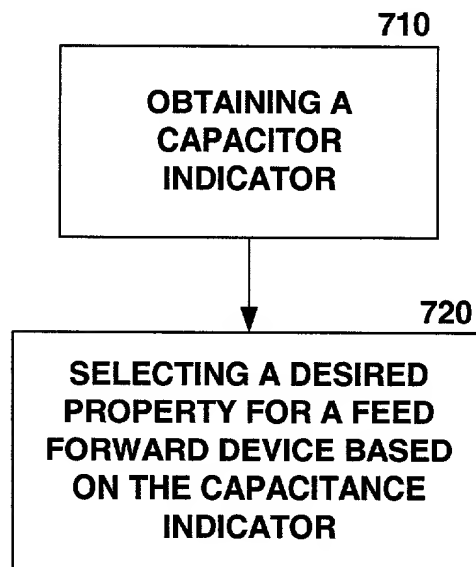 710
OBTAINING A
CAPACITOR
INDICATOR
720
SELECTING A DESIRED
PROPERTY FOR A FEED
FORWARD DEVICE BASED
ON THE CAPACITANCE
INDICATOR